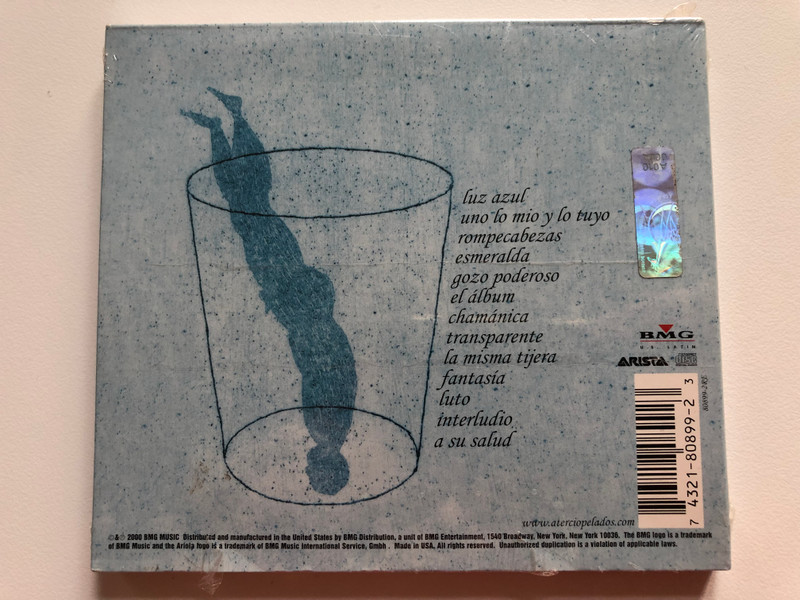 luz azul
uno lo mio y lo tuyo
rompecabezas
esmeralda
gozo poderoso
el álbum
chamánica
transparente
la misma tijera
fantasía
luto
interludio
a su salud
BMG
U.S. LATIN
ARISTA
80899-2 RE
7 4321-80899-2 3
www.aterciopelados.com
©&℗ 2000 BMG MUSIC Distributed and manufactured in the United States by BMG Distribution, a unit of BMG Entertainment, 1540 Broadway, New York, New York 10036. The BMG logo is a trademark
of BMG Music and the Arista logo is a trademark of BMG Music International Service, Gmbh . Made in USA, All rights reserved. Unauthorized duplication is a violation of applicable laws.